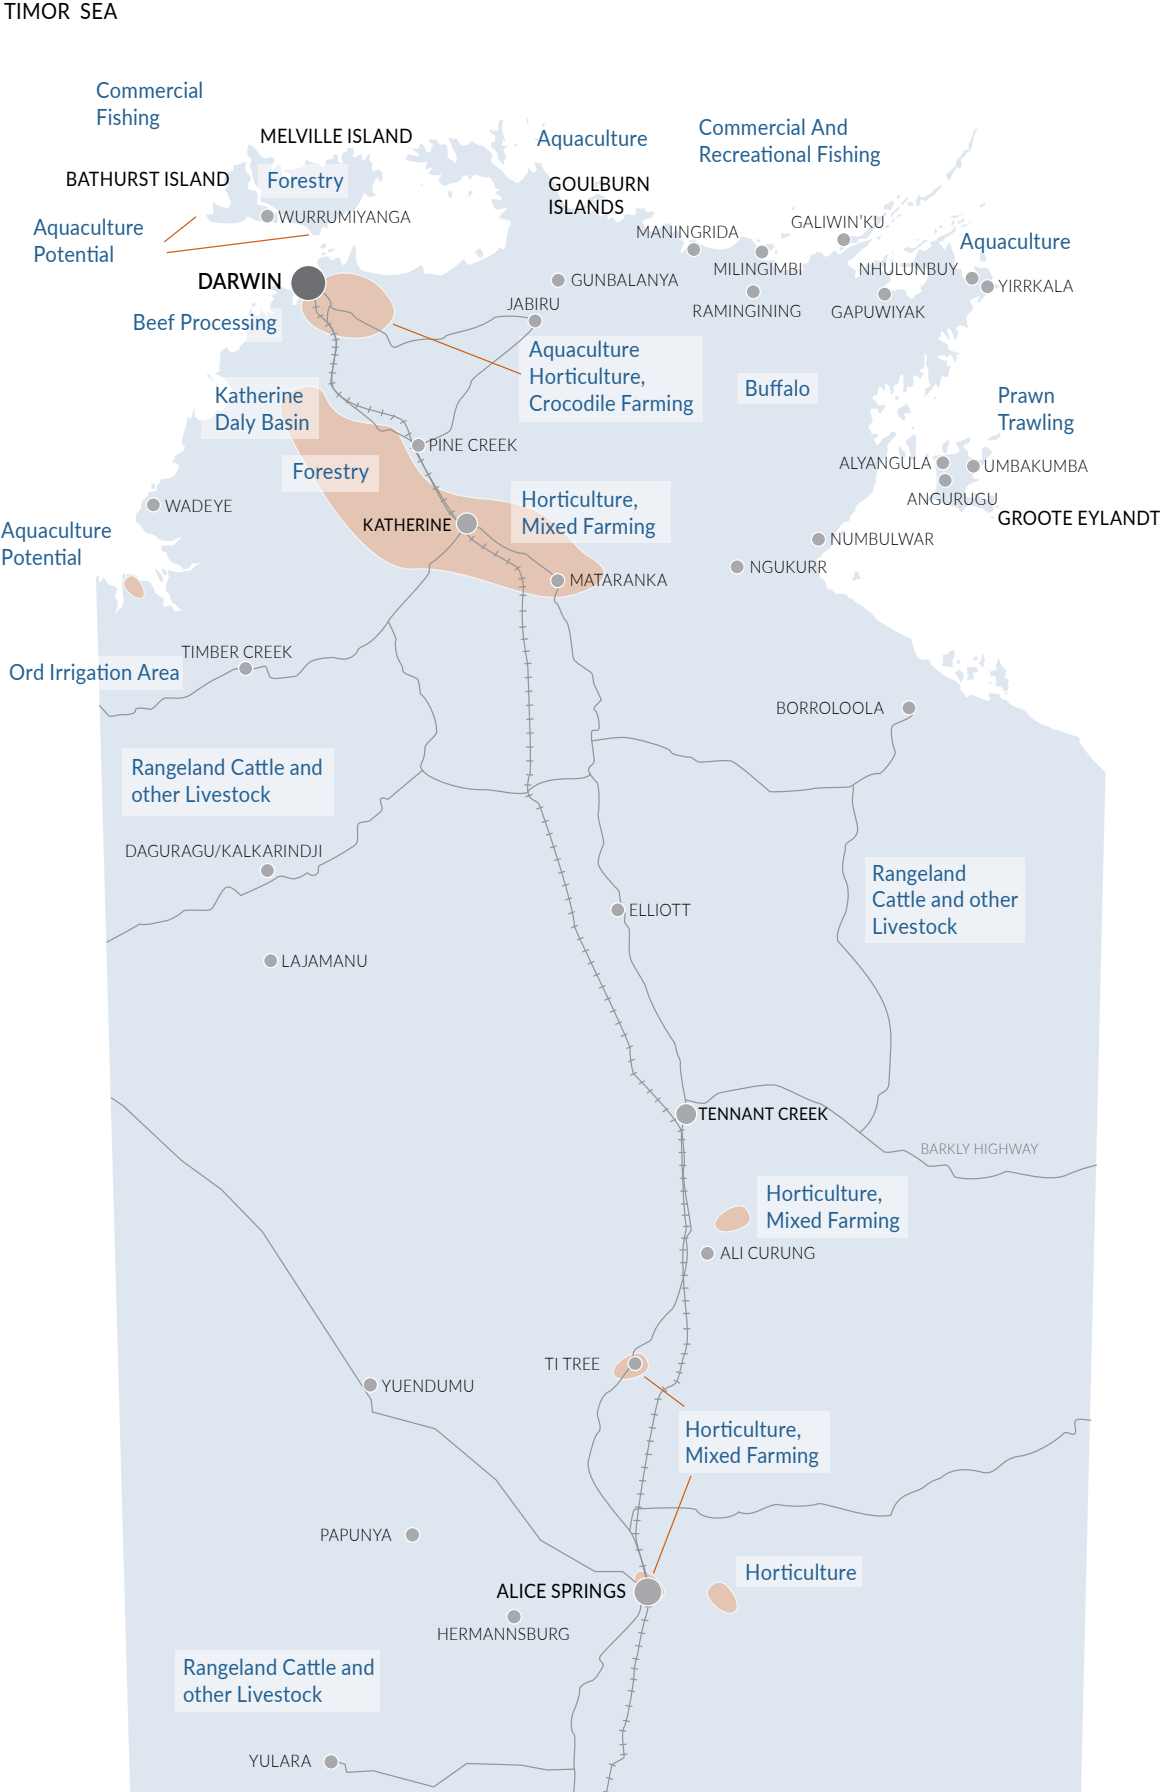 TIMOR SEA
Commercial
Fishing
MELVILLE ISLAND
Aquaculture
Commercial And
Recreational Fishing
BATHURST ISLAND
Forestry
GOULBURN
ISLANDS
WURRUMIYANGA
Aquaculture
Potential
MANINGRIDA
GALIWIN'KU
Aquaculture
MILINGIMBI
NHULUNBUY
DARWIN
GUNBALANYA
YIRRKALA
JABIRU
RAMINGINING
GAPUWIYAK
Beef Processing
Aquaculture
Horticulture,
Crocodile Farming
Buffalo
Katherine
Daly Basin
Prawn
Trawling
PINE CREEK
Forestry
ALYANGULA
UMBAKUMBA
ANGURUGU
WADEYE
Horticulture,
Mixed Farming
GROOTE EYLANDT
KATHERINE
Aquaculture
Potential
NUMBULWAR
NGUKURR
MATARANKA
TIMBER CREEK
Ord Irrigation Area
BORROLOOLA
Rangeland Cattle and
other Livestock
DAGURAGU/KALKARINDJI
Rangeland
Cattle and other
Livestock
ELLIOTT
LAJAMANU
TENNANT CREEK
BARKLY HIGHWAY
Horticulture,
Mixed Farming
ALI CURUNG
TI TREE
YUENDUMU
Horticulture,
Mixed Farming
PAPUNYA
Horticulture
ALICE SPRINGS
HERMANNSBURG
Rangeland Cattle and
other Livestock
YULARA